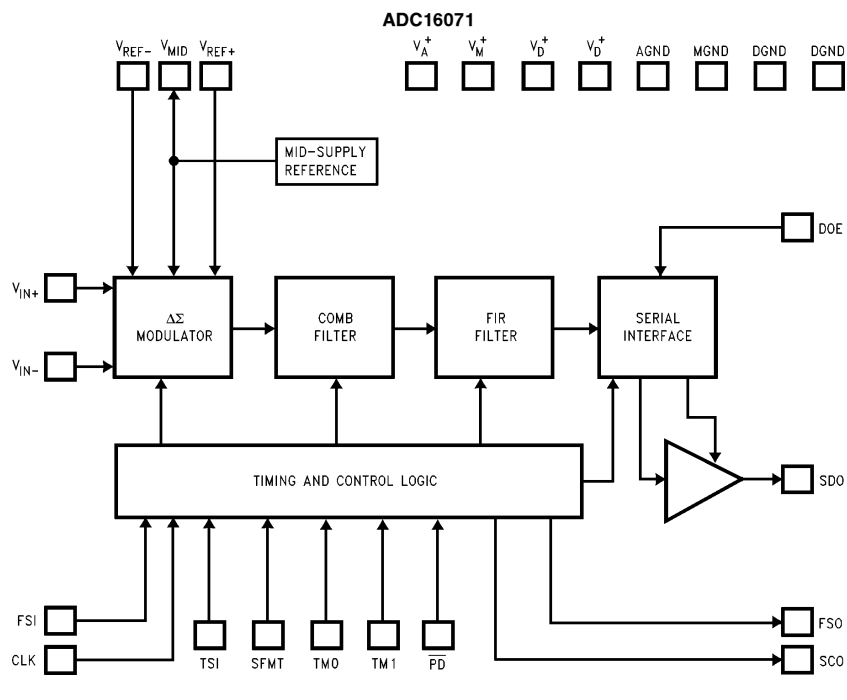 ADC16071
VREF- VMID VREF+ VA+ VM+ VD+ VD+ AGND MGND DGND DGND
MID-SUPPLY
REFERENCE
DOE
VIN+
ΔΣ
MODULATOR
COMB
FILTER
FIR
FILTER
SERIAL
INTERFACE
VIN-
TIMING AND CONTROL LOGIC
SDO
FSI
FSO
CLK
TSI SFMT TM0 TM1 PD
SCO